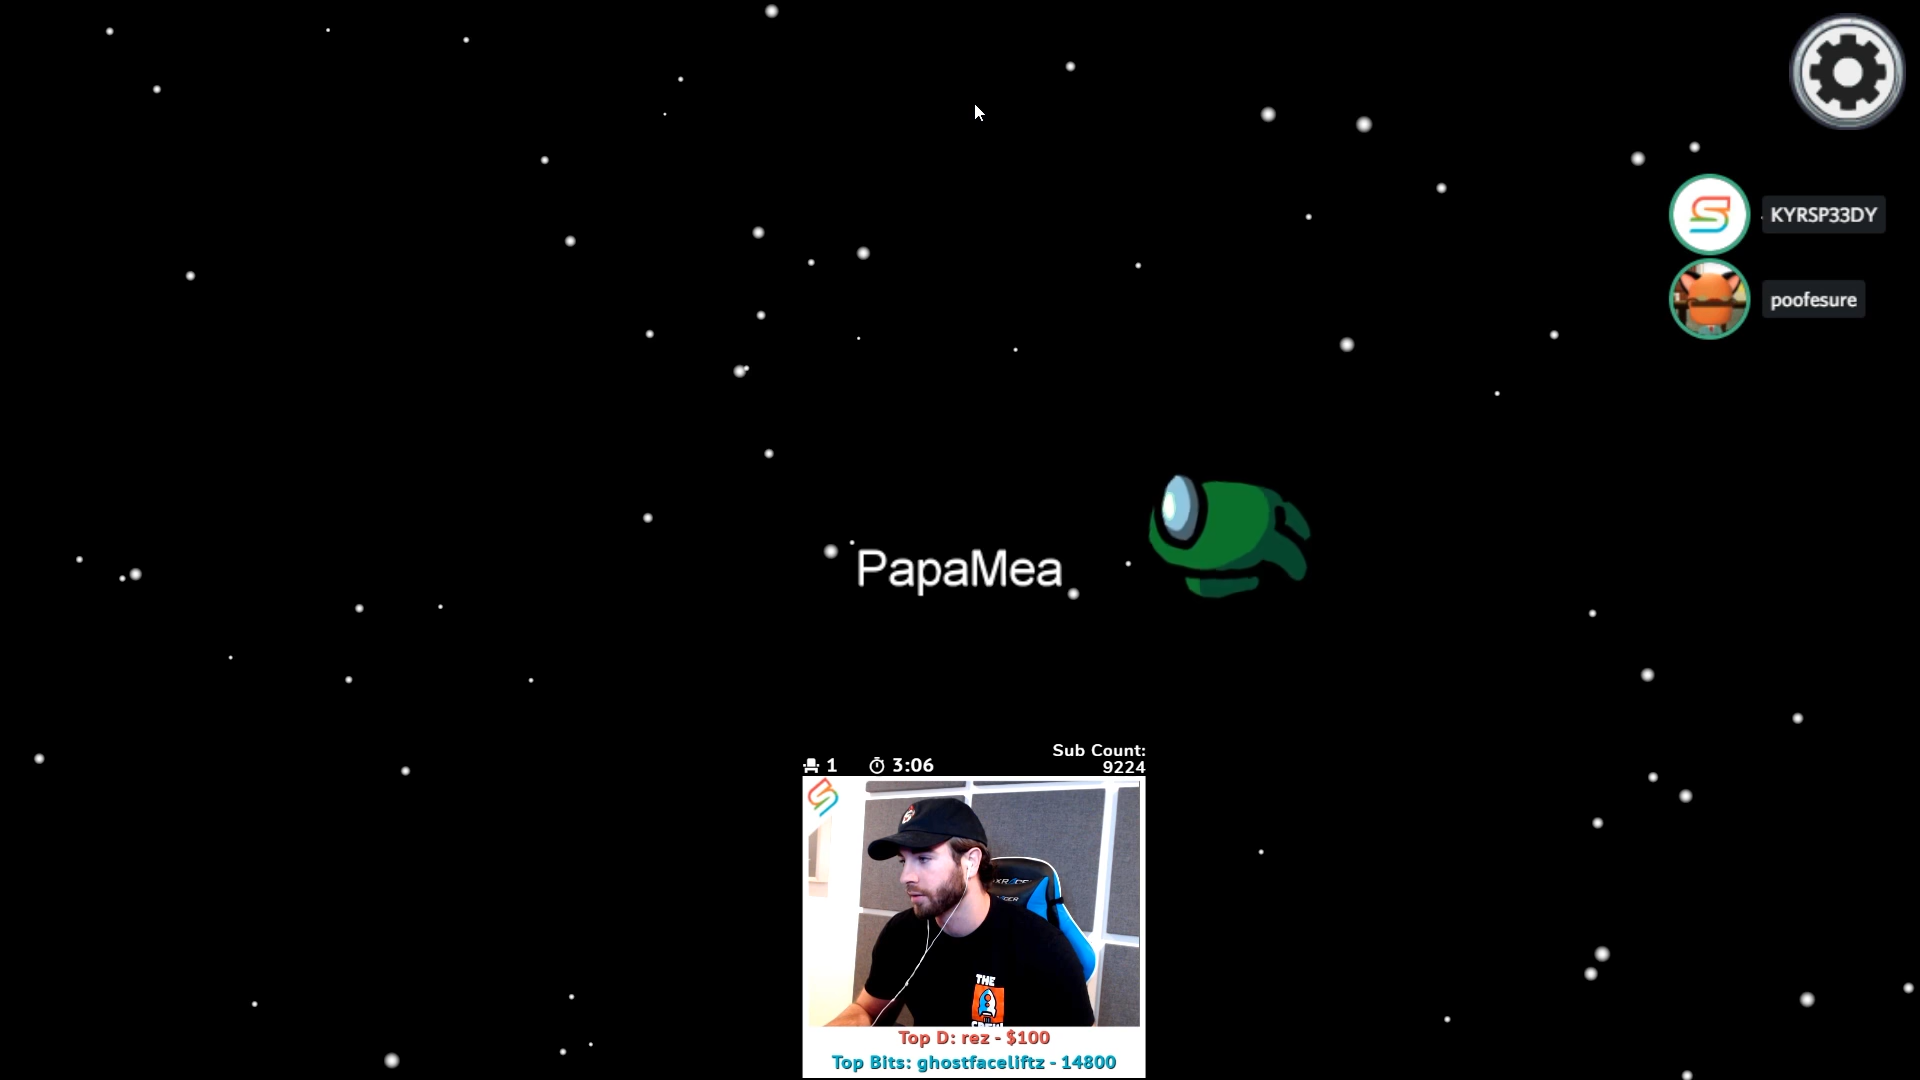 KYRSP33DY
poofesure
PapaMea
1 3:06 Sub Count:
9224
THE
Top D: rez - $100
Top Bits: ghostfaceliftz - 14800